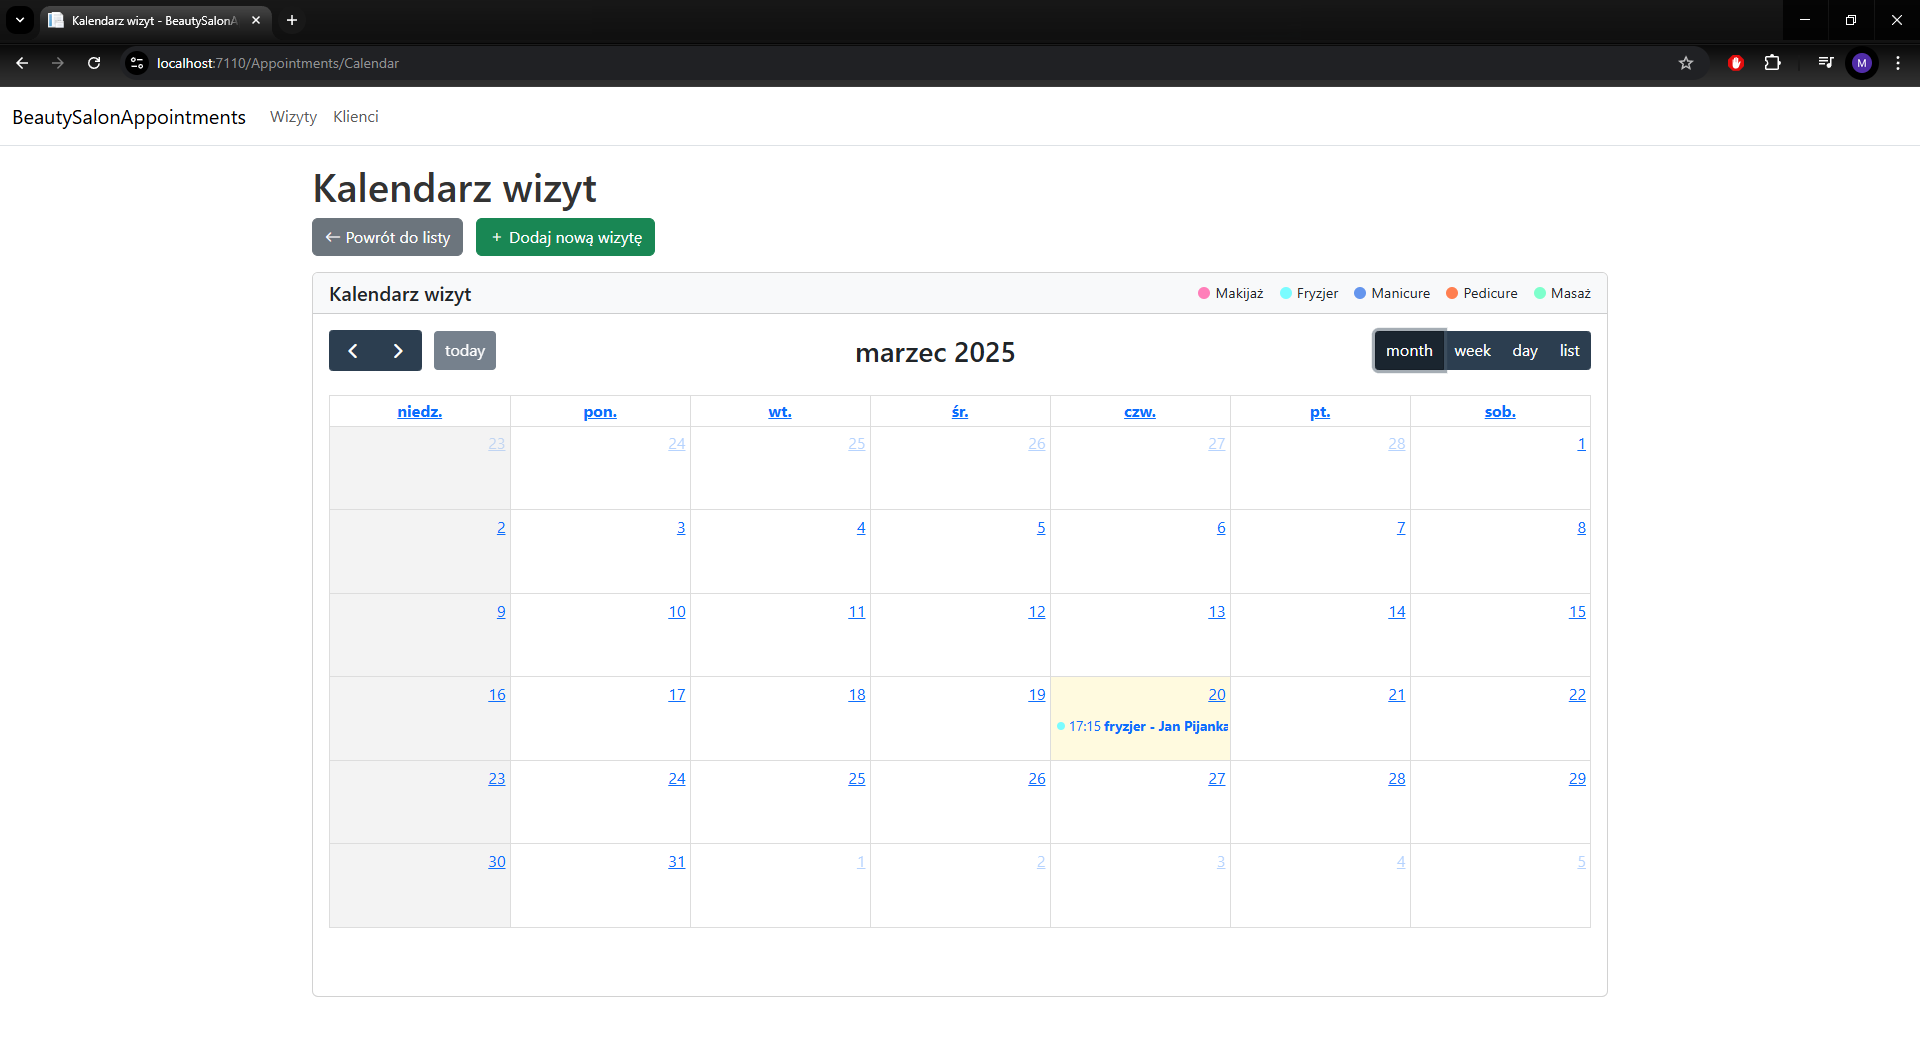 Kalendarz wizyt - BeautySalonA
localhost:7110/Appointments/Calendar
M
BeautySalonAppointments Wizyty Klienci
Kalendarz wizyt
← Powrót do listy + Dodaj nową wizytę
Kalendarz wizyt Makijaż Fryzjer Manicure Pedicure Masaż
today marzec 2025 month week day list
niedz. pon. wt. śr. czw. pt. sob.
23 24 25 26 27 28 1
2 3 4 5 6 7 8
9 10 11 12 13 14 15
16 17 18 19 20 21 22
17:15 fryzjer - Jan Pijanka
23 24 25 26 27 28 29
30 31 1 2 3 4 5